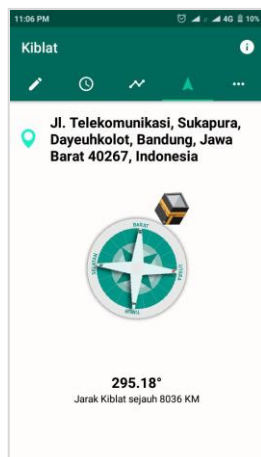 11:06 PM 4G 10%
Kiblat
Jl. Telekomunikasi, Sukapura,
Dayeuhkolot, Bandung, Jawa
Barat 40267, Indonesia
BARAT
SELATAN
UTARA
TIMUR
295.18°
Jarak Kiblat sejauh 8036 KM